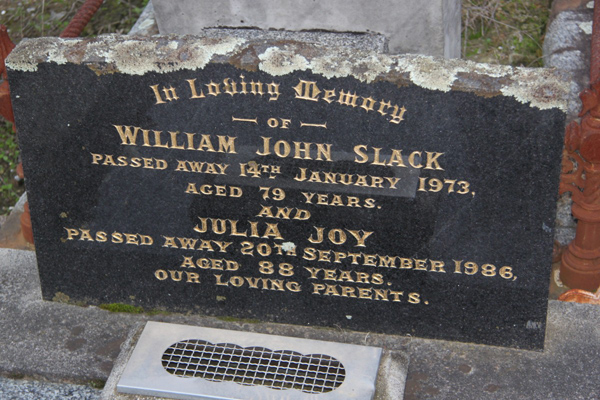 In Loving Memory
OF
WILLIAM JOHN SLACK
PASSED AWAY 14TH JANUARY 1973,
AGED 79 YEARS.
AND
JULIA JOY
PASSED AWAY 20TH SEPTEMBER 1986,
AGED 88 YEARS.
OUR LOVING PARENTS.